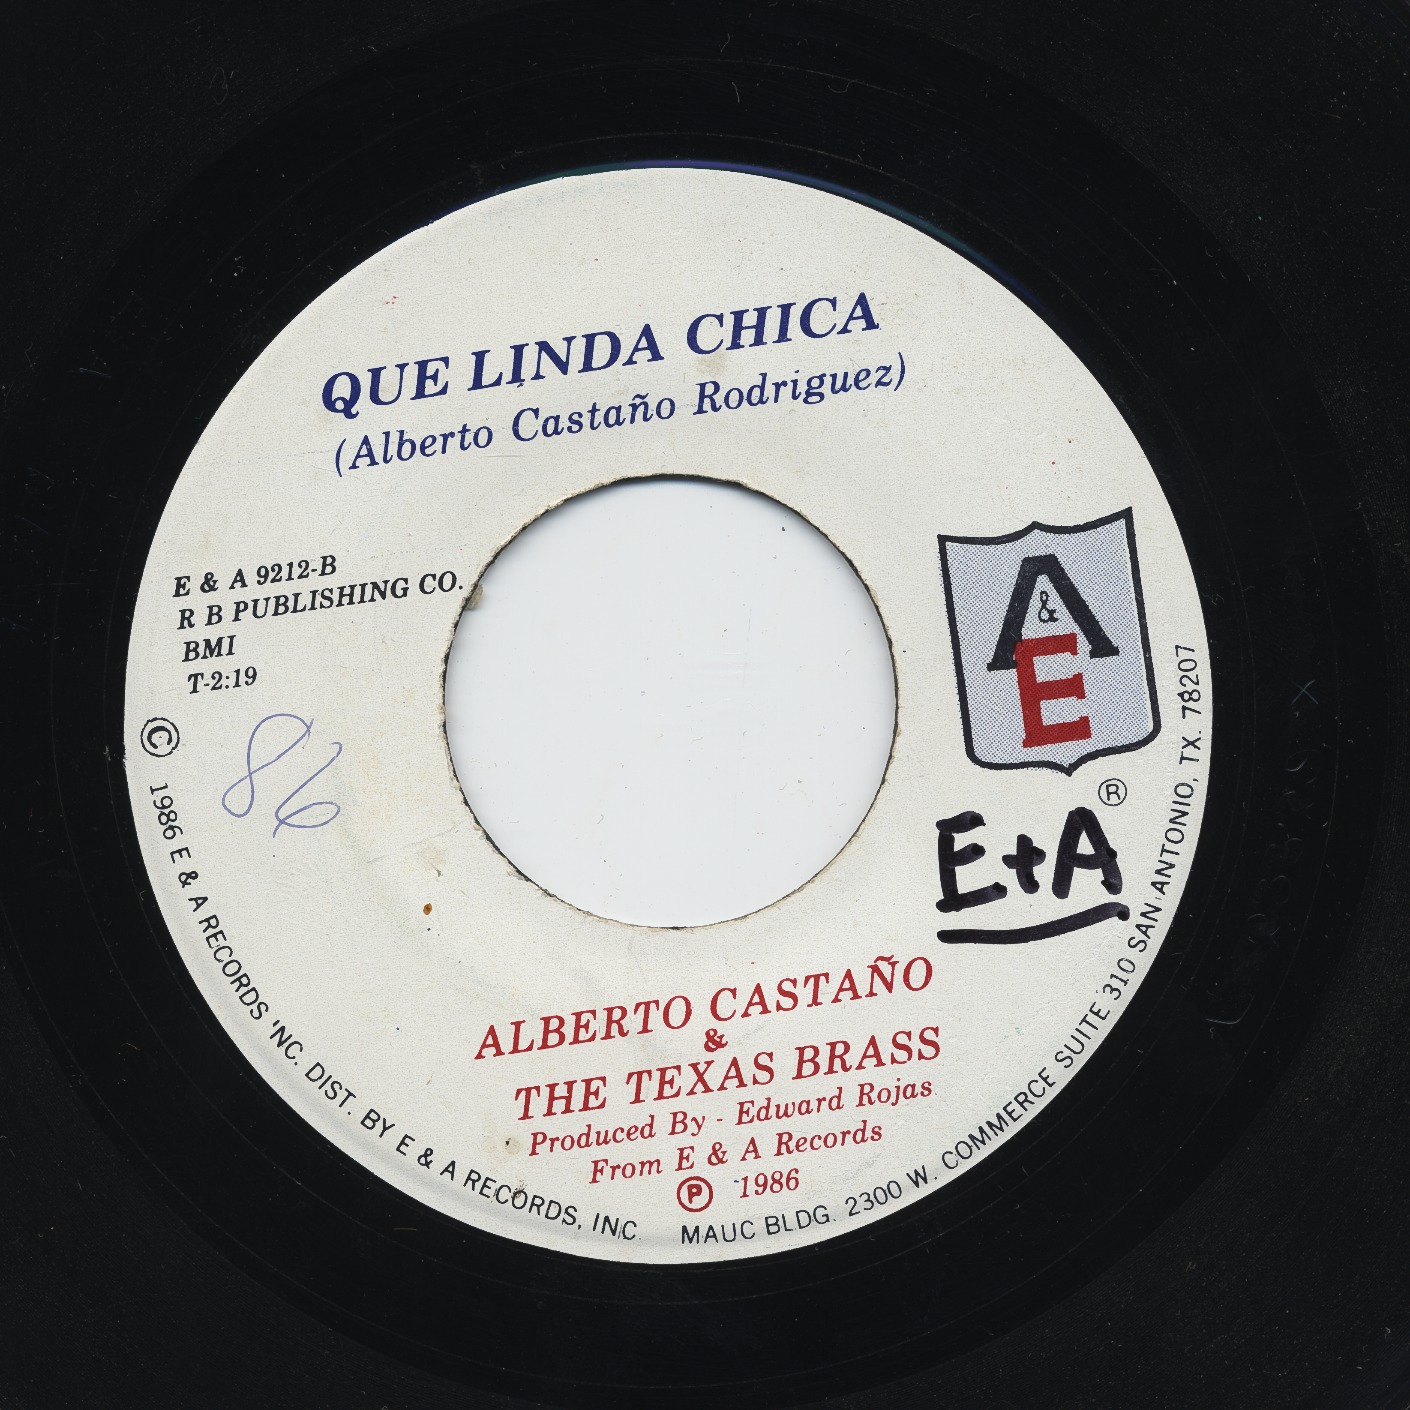 QUE LINDA CHICA
(Alberto Castaño Rodriguez)
E & A 9212-B
R B PUBLISHING CO.
BMI
T-2:19
86
A
&
E
®
E+A
ALBERTO CASTAÑO
&
THE TEXAS BRASS
Produced By - Edward Rojas
From E & A Records
℗ 1986
© 1986 E & A RECORDS 'NC. DIST. BY E & A RECORDS, INC. MAUC BLDG. 2300 W. COMMERCE SUITE 310 SAN ANTONIO, TX. 78207